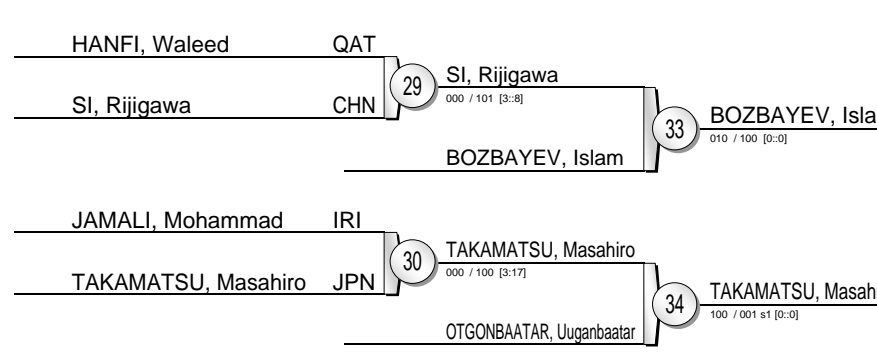 HANFI, Waleed QAT
29
SI, Rijigawa
000 / 101 [3::8]
SI, Rijigawa CHN
33
BOZBAYEV, Isla
010 / 100 [0::0]
BOZBAYEV, Islam
JAMALI, Mohammad IRI
30
TAKAMATSU, Masahiro
000 / 100 [3:17]
TAKAMATSU, Masahiro JPN
34
TAKAMATSU, Masahi
100 / 001 s1 [0::0]
OTGONBAATAR, Uuganbaatar